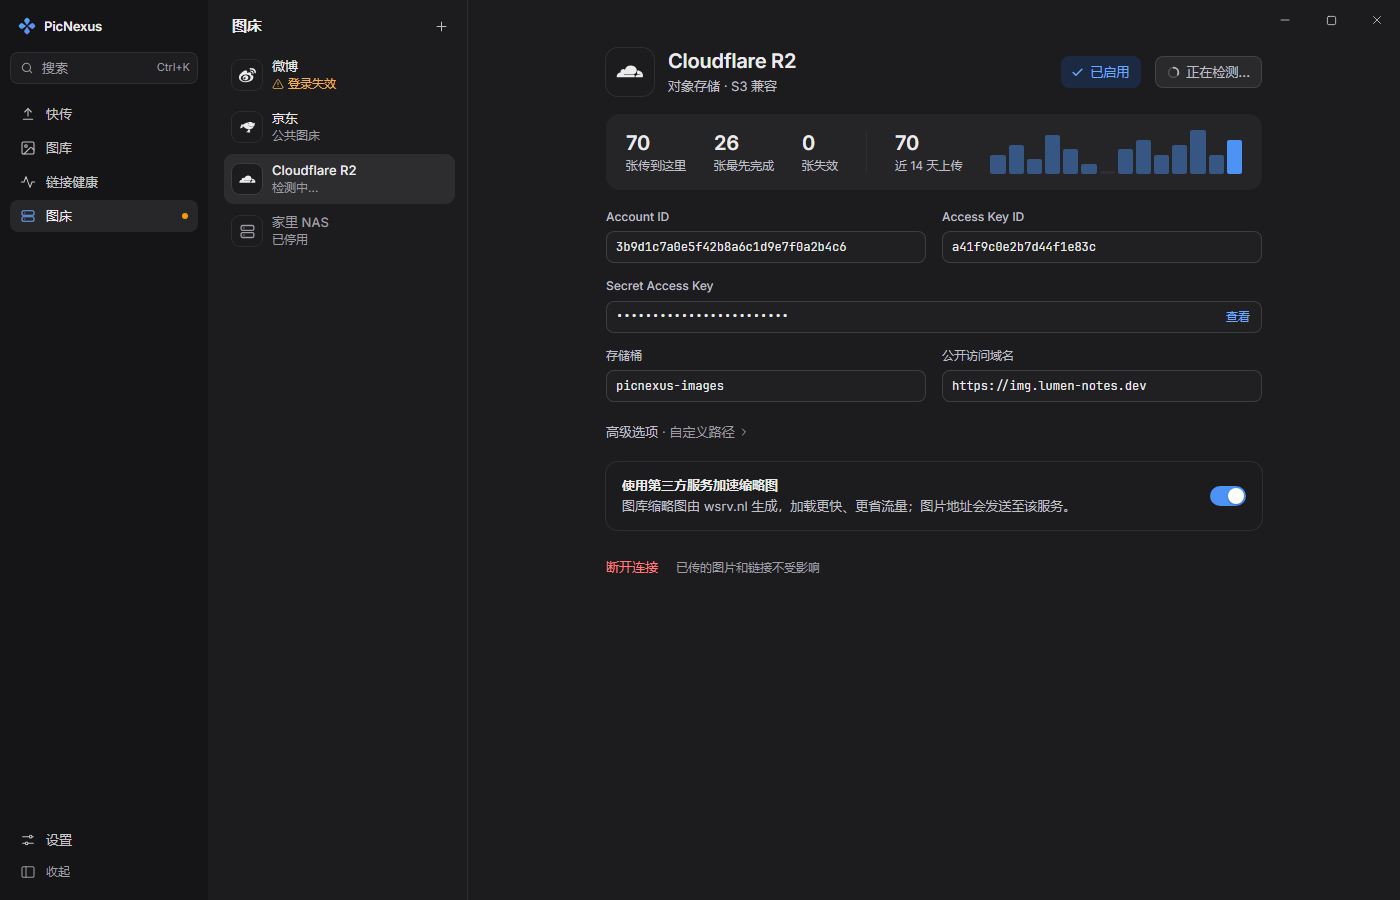 PicNexus
搜索 Ctrl+K
快传
图库
链接健康
图床
设置
收起
图床
微博
登录失效
京东
公共图床
Cloudflare R2
检测中...
家里 NAS
已停用
Cloudflare R2
对象存储 · S3 兼容
已启用
正在检测...
70 26 0 70
张传到这里 张最先完成 张失效 近 14 天上传
Account ID
3b9d1c7a0e5f42b8a6c1d9e7f0a2b4c6
Access Key ID
a41f9c0e2b7d44f1e83c
Secret Access Key
••••••••••••••••••••••••
查看
存储桶
picnexus-images
公开访问域名
https://img.lumen-notes.dev
高级选项 · 自定义路径
使用第三方服务加速缩略图
图库缩略图由 wsrv.nl 生成，加载更快、更省流量；图片地址会发送至该服务。
断开连接 已传的图片和链接不受影响